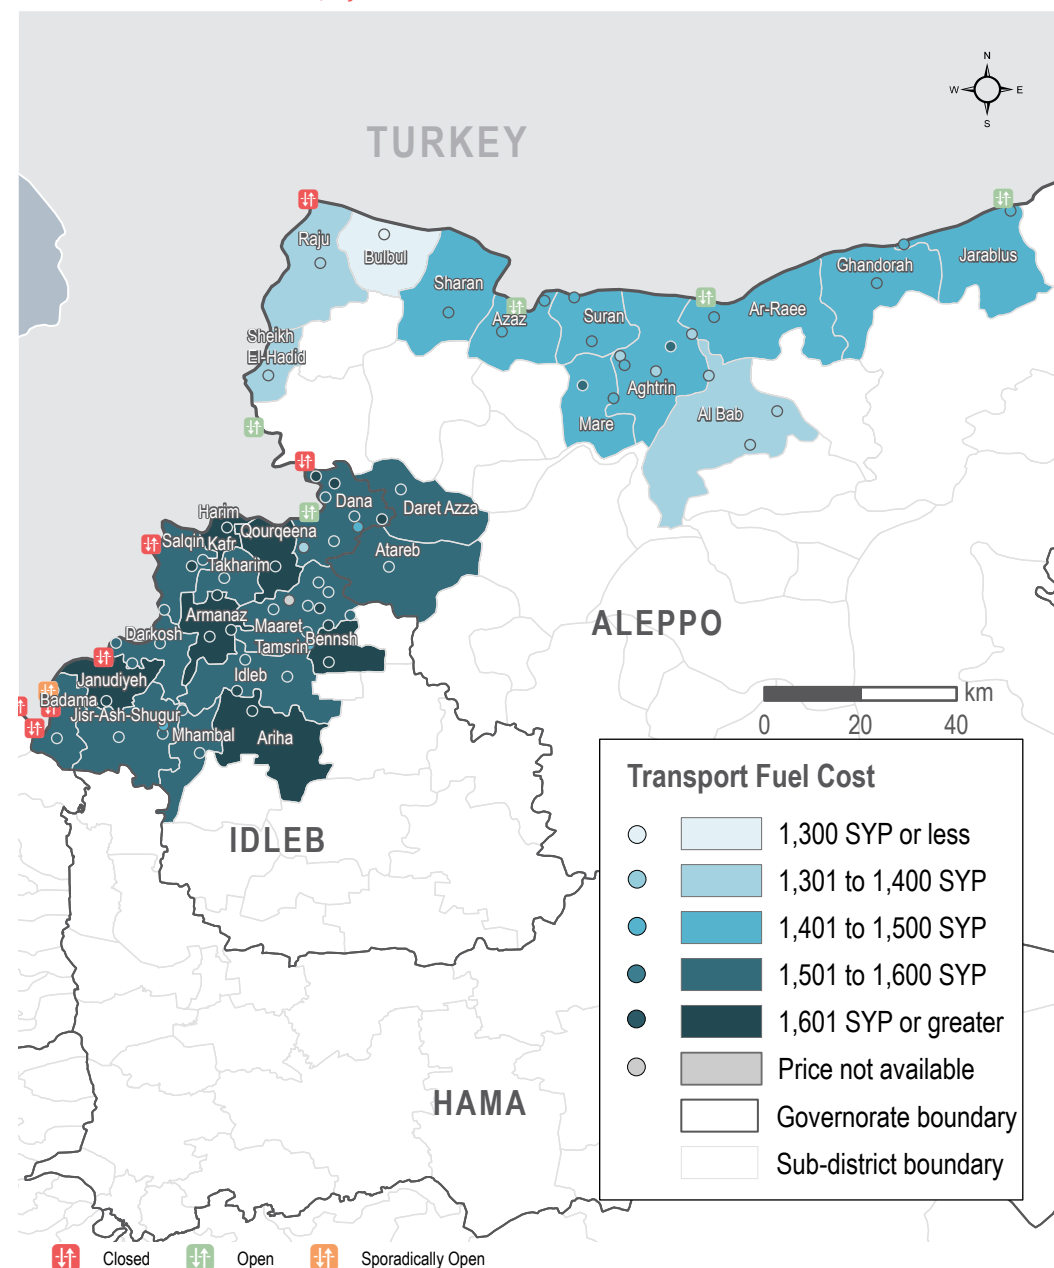 N
W E
S
TURKEY
Raju
Bulbul
Sharan
Ghandorah
Jarablus
Azaz
Suran
Ar-Raee
Sheikh
El-Hadid
Aghtrin
Mare
Al Bab
Dana
Daret Azza
Harim
Qourqeena
Salqin
Kafr
Takharim
Atareb
Armanaz
Maaret
Tamsrin
Bennsh
Darkosh
Idleb
Janudiyeh
Badama
Jisr-Ash-Shugur
Mhambal
Ariha
ALEPPO
IDLEB
HAMA
km
0 20 40
Transport Fuel Cost
1,300 SYP or less
1,301 to 1,400 SYP
1,401 to 1,500 SYP
1,501 to 1,600 SYP
1,601 SYP or greater
Price not available
Governorate boundary
Sub-district boundary
Closed Open Sporadically Open